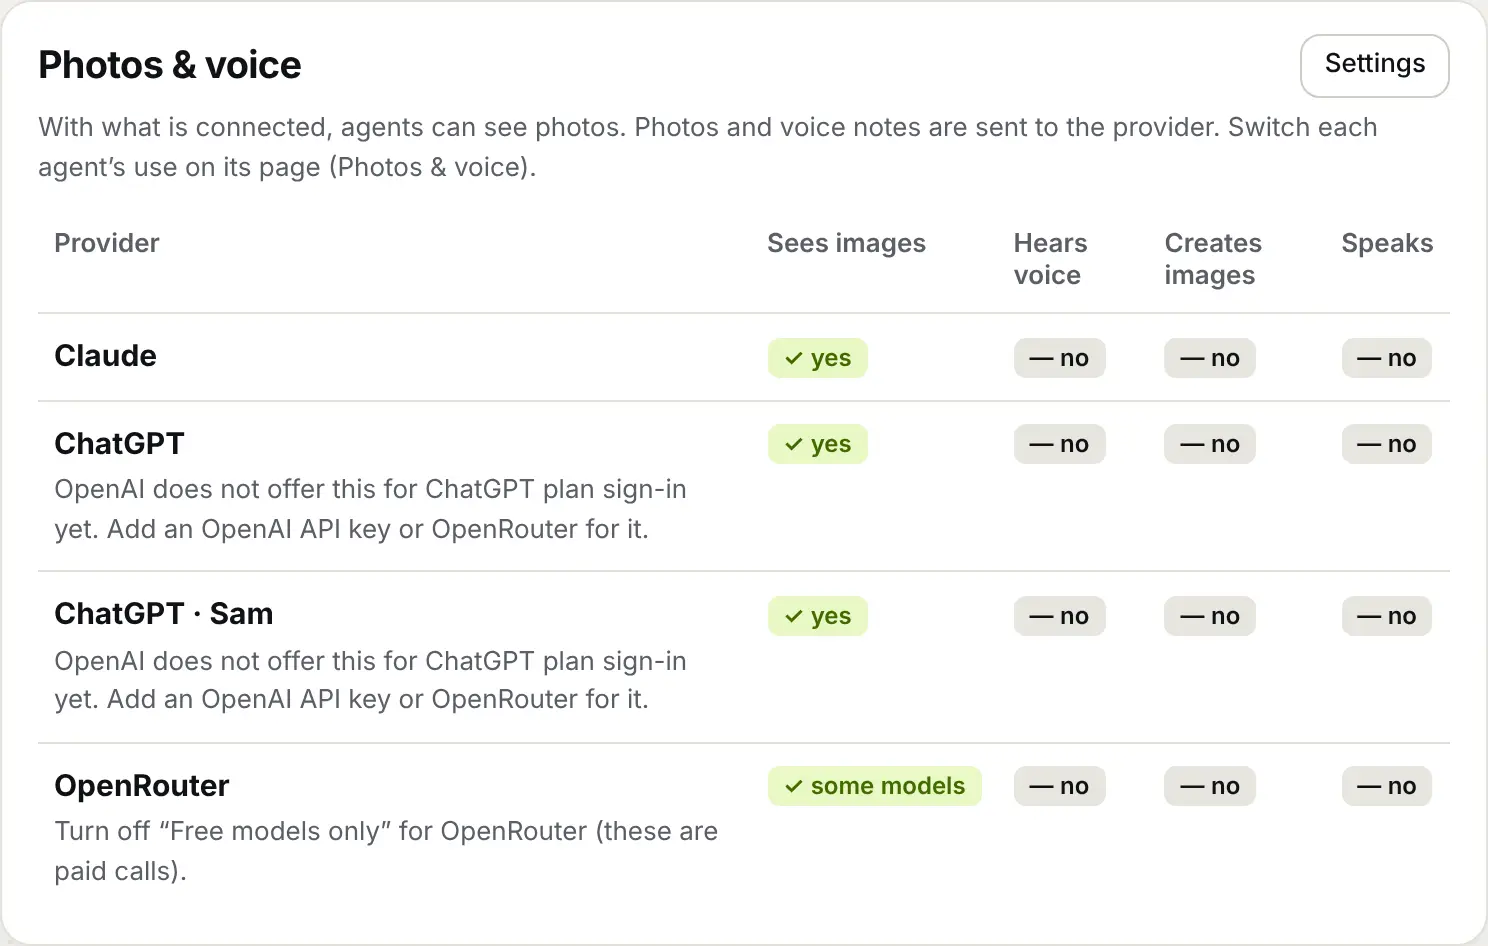 Photos & voice
Settings
With what is connected, agents can see photos. Photos and voice notes are sent to the provider. Switch each
agent’s use on its page (Photos & voice).
Provider
Sees images
Hears
voice
Creates
images
Speaks
Claude
✓ yes
— no
— no
— no
ChatGPT
✓ yes
— no
— no
— no
OpenAI does not offer this for ChatGPT plan sign-in
yet. Add an OpenAI API key or OpenRouter for it.
ChatGPT · Sam
✓ yes
— no
— no
— no
OpenAI does not offer this for ChatGPT plan sign-in
yet. Add an OpenAI API key or OpenRouter for it.
OpenRouter
✓ some models
— no
— no
— no
Turn off “Free models only” for OpenRouter (these are
paid calls).